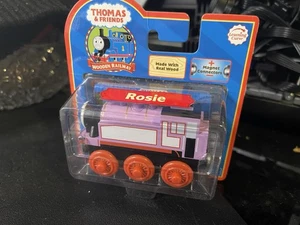 THOMAS
& FRIENDS
WOODEN RAILWAY
Made With
Real Wood
Magnet
Connectors
Rosie